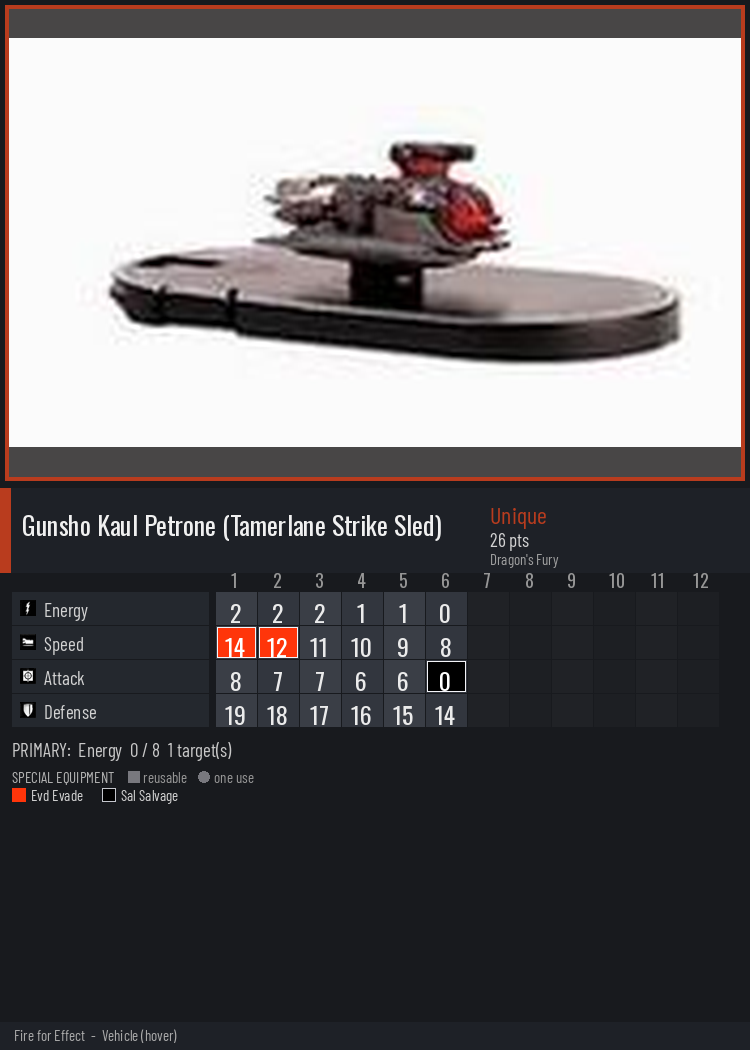 Gunsho Kaul Petrone (Tamerlane Strike Sled)
Unique
26 pts
Dragon's Fury
1 2 3 4 5 6 7 8 9 10 11 12
Energy 2 2 2 1 1 0
Speed 14 12 11 10 9 8
Attack 8 7 7 6 6 0
Defense 19 18 17 16 15 14
PRIMARY: Energy 0 / 8 1 target(s)
SPECIAL EQUIPMENT reusable one use
Evd Evade Sal Salvage
Fire for Effect - Vehicle (hover)